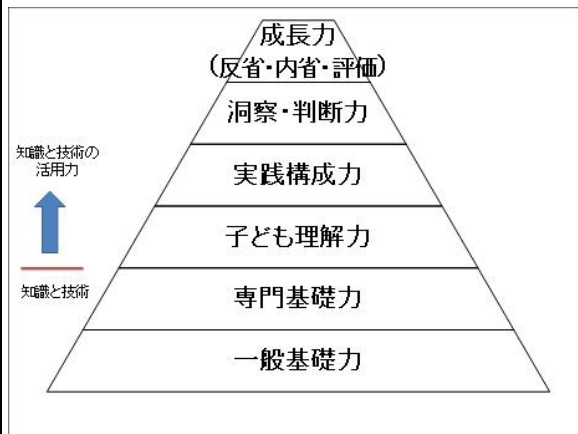 成長力
(反省・内省・評価)
洞察・判断力
実践構成力
子ども理解力
専門基礎力
一般基礎力
知識と技術の
活用力
知識と技術